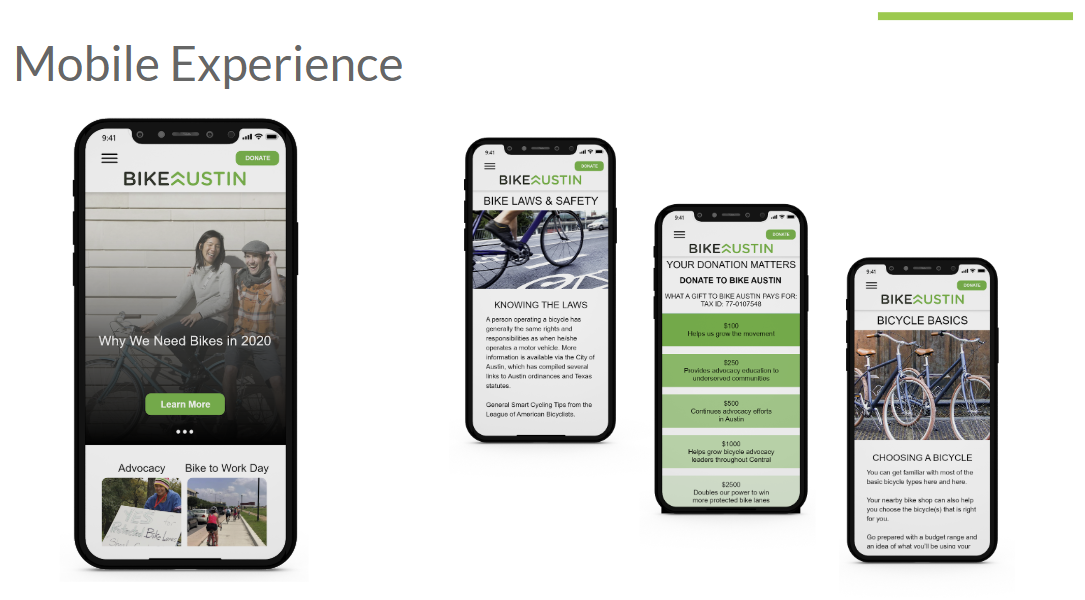 Mobile Experience
9:41
DONATE
BIKE AUSTIN
Why We Need Bikes in 2020
Learn More
Advocacy
Bike to Work Day
9:41
DONATE
BIKE AUSTIN
BIKE LAWS & SAFETY
KNOWING THE LAWS
A person operating a bicycle has
generally the same rights and
responsibilities as when he/she
operates a motor vehicle. More
information is available via the City of
Austin, which has compiled several
links to Austin ordinances and Texas
statutes.
General Smart Cycling Tips from the
League of American Bicyclists.
9:41
DONATE
BIKE AUSTIN
YOUR DONATION MATTERS
DONATE TO BIKE AUSTIN
WHAT A GIFT TO BIKE AUSTIN PAYS FOR:
TAX ID: 77-0107548
$100
Helps us grow the movement
$250
Provides advocacy education to
underserved communities
$500
Continues advocacy efforts
in Austin
$1000
Helps grow bicycle advocacy
leaders throughout Central
$2500
Doubles our power to win
more protected bike lanes
9:41
DONATE
BIKE AUSTIN
BICYCLE BASICS
CHOOSING A BICYCLE
You can get familiar with most of the
basic bicycle types here and here.
Your nearby bike shop can also help
you choose the bicycle(s) that is right
for you.
Go prepared with a budget range and
an idea of what you'll be using your